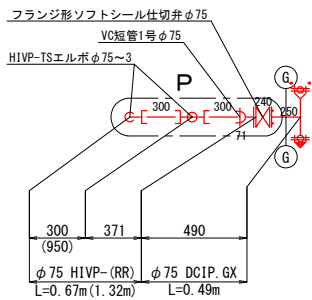 フランジ形ソフトシール仕切弁φ75
VC短管1号φ75
HIVP-TSエルボφ75~3
P
G
300
300
240
250
71
G
300
371
490
(950)
φ75 HIVP-(RR)
φ75 DCIP.GX
L=0.67m(1.32m)
L=0.49m